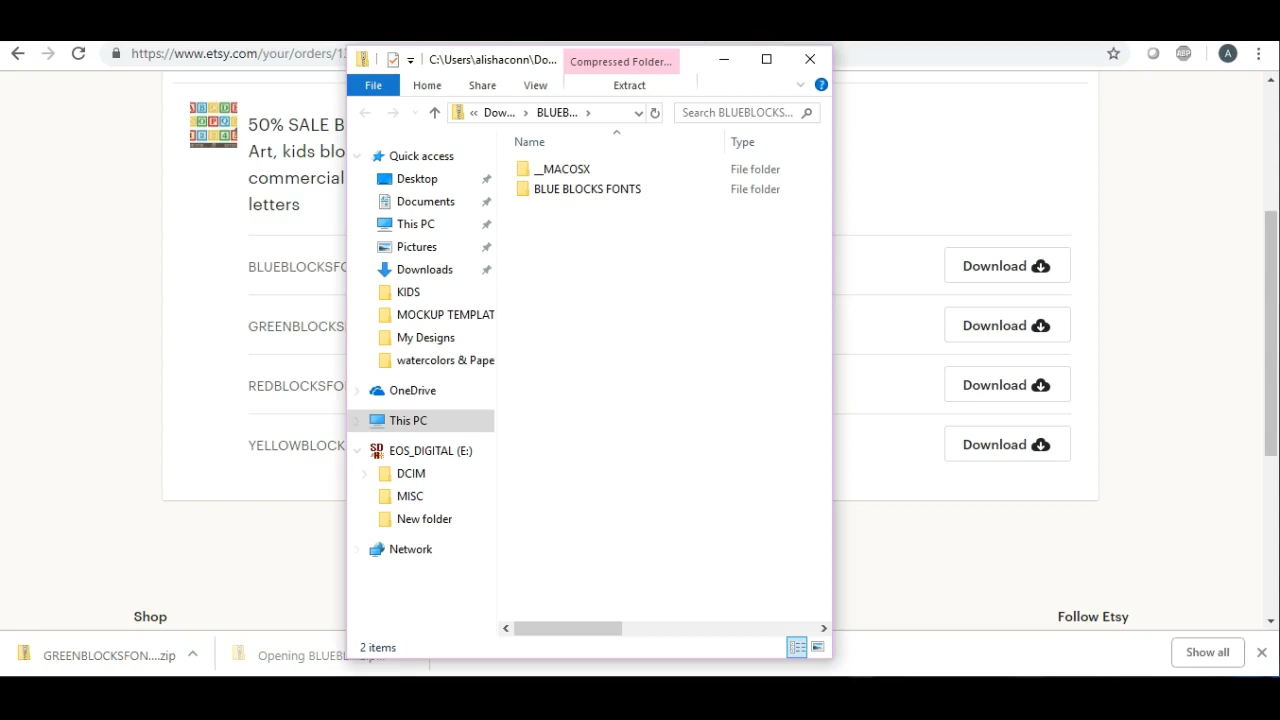 https://www.etsy.com/your/orders/1
C:\Users\alishaconn\Do...
Compressed Folder...
A
File
Home
Share
View
Extract
Dow...
BLUEB...
Search BLUEBLOCKS...
Name
Type
Quick access
Desktop
Documents
This PC
Pictures
Downloads
KIDS
MOCKUP TEMPLAT
My Designs
watercolors & Pape
OneDrive
This PC
EOS_DIGITAL (E:)
DCIM
MISC
New folder
Network
__MACOSX
File folder
BLUE BLOCKS FONTS
File folder
2 items
50% SALE B
Art, kids blo
commercial
letters
BLUEBLOCKSFO
Download
GREENBLOCKS
Download
REDBLOCKSFO
Download
YELLOWBLOCK
Download
Shop
Follow Etsy
GREENBLOCKSFON....zip
Opening BLUEBL
Show all